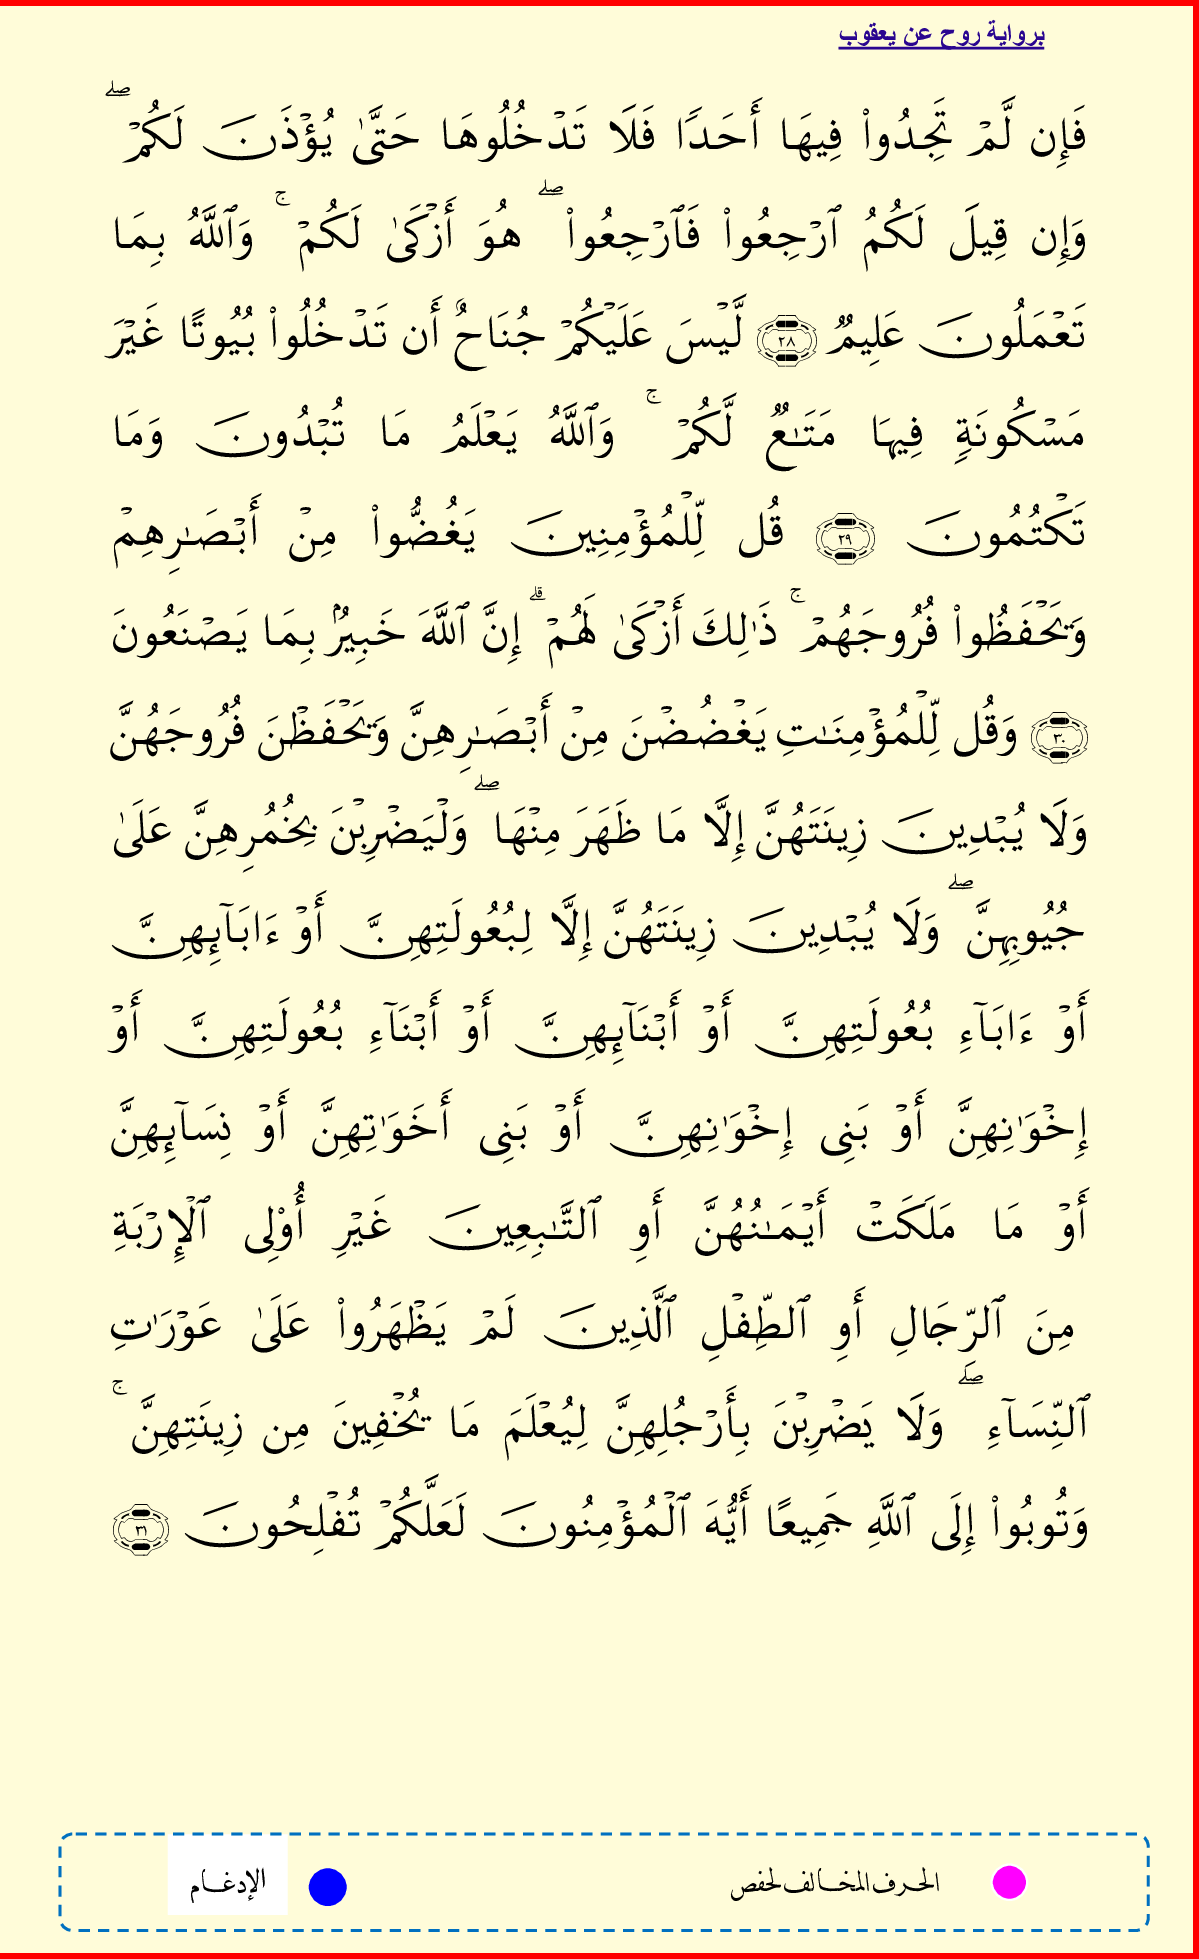 برواية روح عن يعقوب
فَإِن لَّمْ تَجِدُوا۟ فِيهَا أَحَدًا فَلَا تَدْخُلُوهَا حَتَّىٰ يُؤْذَنَ لَكُمْ ۖ
وَإِن قِيلَ لَكُمُ ٱرْجِعُوا۟ فَٱرْجِعُوا۟ ۖ هُوَ أَزْكَىٰ لَكُمْ ۚ وَٱللَّهُ بِمَا
تَعْمَلُونَ عَلِيمٌ ٢٨ لَّيْسَ عَلَيْكُمْ جُنَاحٌ أَن تَدْخُلُوا۟ بُيُوتًا غَيْرَ
مَسْكُونَةٍ فِيهَا مَتَـٰعٌ لَّكُمْ ۚ وَٱللَّهُ يَعْلَمُ مَا تُبْدُونَ وَمَا
تَكْتُمُونَ ٢٩ قُل لِّلْمُؤْمِنِينَ يَغُضُّوا۟ مِنْ أَبْصَـٰرِهِمْ
وَيَحْفَظُوا۟ فُرُوجَهُمْ ۚ ذَٰلِكَ أَزْكَىٰ لَهُمْ ۗ إِنَّ ٱللَّهَ خَبِيرٌۢ بِمَا يَصْنَعُونَ
٣٠ وَقُل لِّلْمُؤْمِنَـٰتِ يَغْضُضْنَ مِنْ أَبْصَـٰرِهِنَّ وَيَحْفَظْنَ فُرُوجَهُنَّ
وَلَا يُبْدِينَ زِينَتَهُنَّ إِلَّا مَا ظَهَرَ مِنْهَا ۖ وَلْيَضْرِبْنَ بِخُمُرِهِنَّ عَلَىٰ
جُيُوبِهِنَّ ۖ وَلَا يُبْدِينَ زِينَتَهُنَّ إِلَّا لِبُعُولَتِهِنَّ أَوْ ءَابَآئِهِنَّ
أَوْ ءَابَآءِ بُعُولَتِهِنَّ أَوْ أَبْنَآئِهِنَّ أَوْ أَبْنَآءِ بُعُولَتِهِنَّ أَوْ
إِخْوَٰنِهِنَّ أَوْ بَنِى إِخْوَٰنِهِنَّ أَوْ بَنِى أَخَوَٰتِهِنَّ أَوْ نِسَآئِهِنَّ
أَوْ مَا مَلَكَتْ أَيْمَـٰنُهُنَّ أَوِ ٱلتَّـٰبِعِينَ غَيْرِ أُو۟لِى ٱلْإِرْبَةِ
مِنَ ٱلرِّجَالِ أَوِ ٱلطِّفْلِ ٱلَّذِينَ لَمْ يَظْهَرُوا۟ عَلَىٰ عَوْرَٰتِ
ٱلنِّسَآءِ ۖ وَلَا يَضْرِبْنَ بِأَرْجُلِهِنَّ لِيُعْلَمَ مَا يُخْفِينَ مِن زِينَتِهِنَّ ۚ
وَتُوبُوا۟ إِلَى ٱللَّهِ جَمِيعًا أَيُّهَ ٱلْمُؤْمِنُونَ لَعَلَّكُمْ تُفْلِحُونَ ٣١
الحرف المخالف لحفص
الإدغام